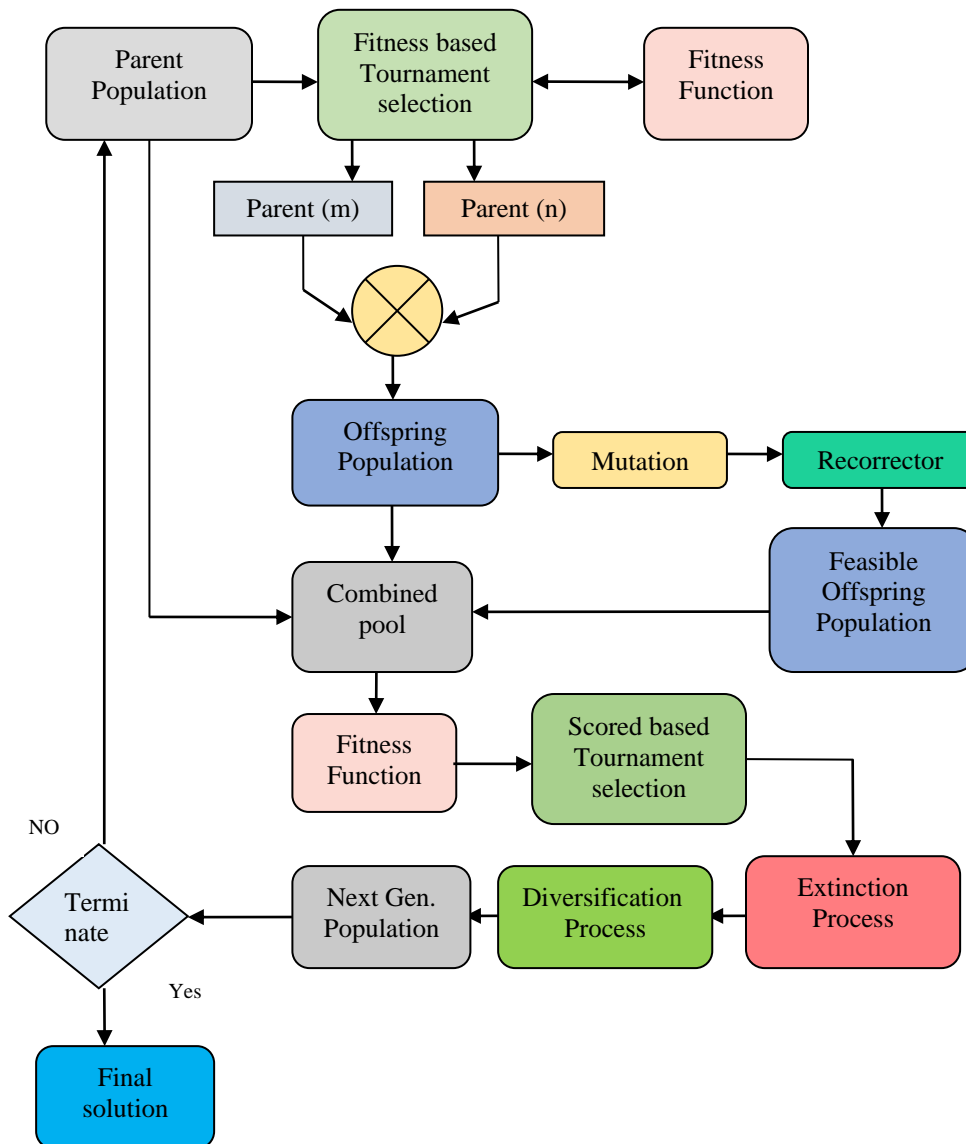 Parent
Population
Fitness based
Tournament
selection
Fitness
Function
Parent (m)
Parent (n)
Offspring
Population
Mutation
Recorrector
Combined
pool
Feasible
Offspring
Population
Fitness
Function
Scored based
Tournament
selection
NO
Termi
nate
Next Gen.
Population
Diversification
Process
Extinction
Process
Yes
Final
solution